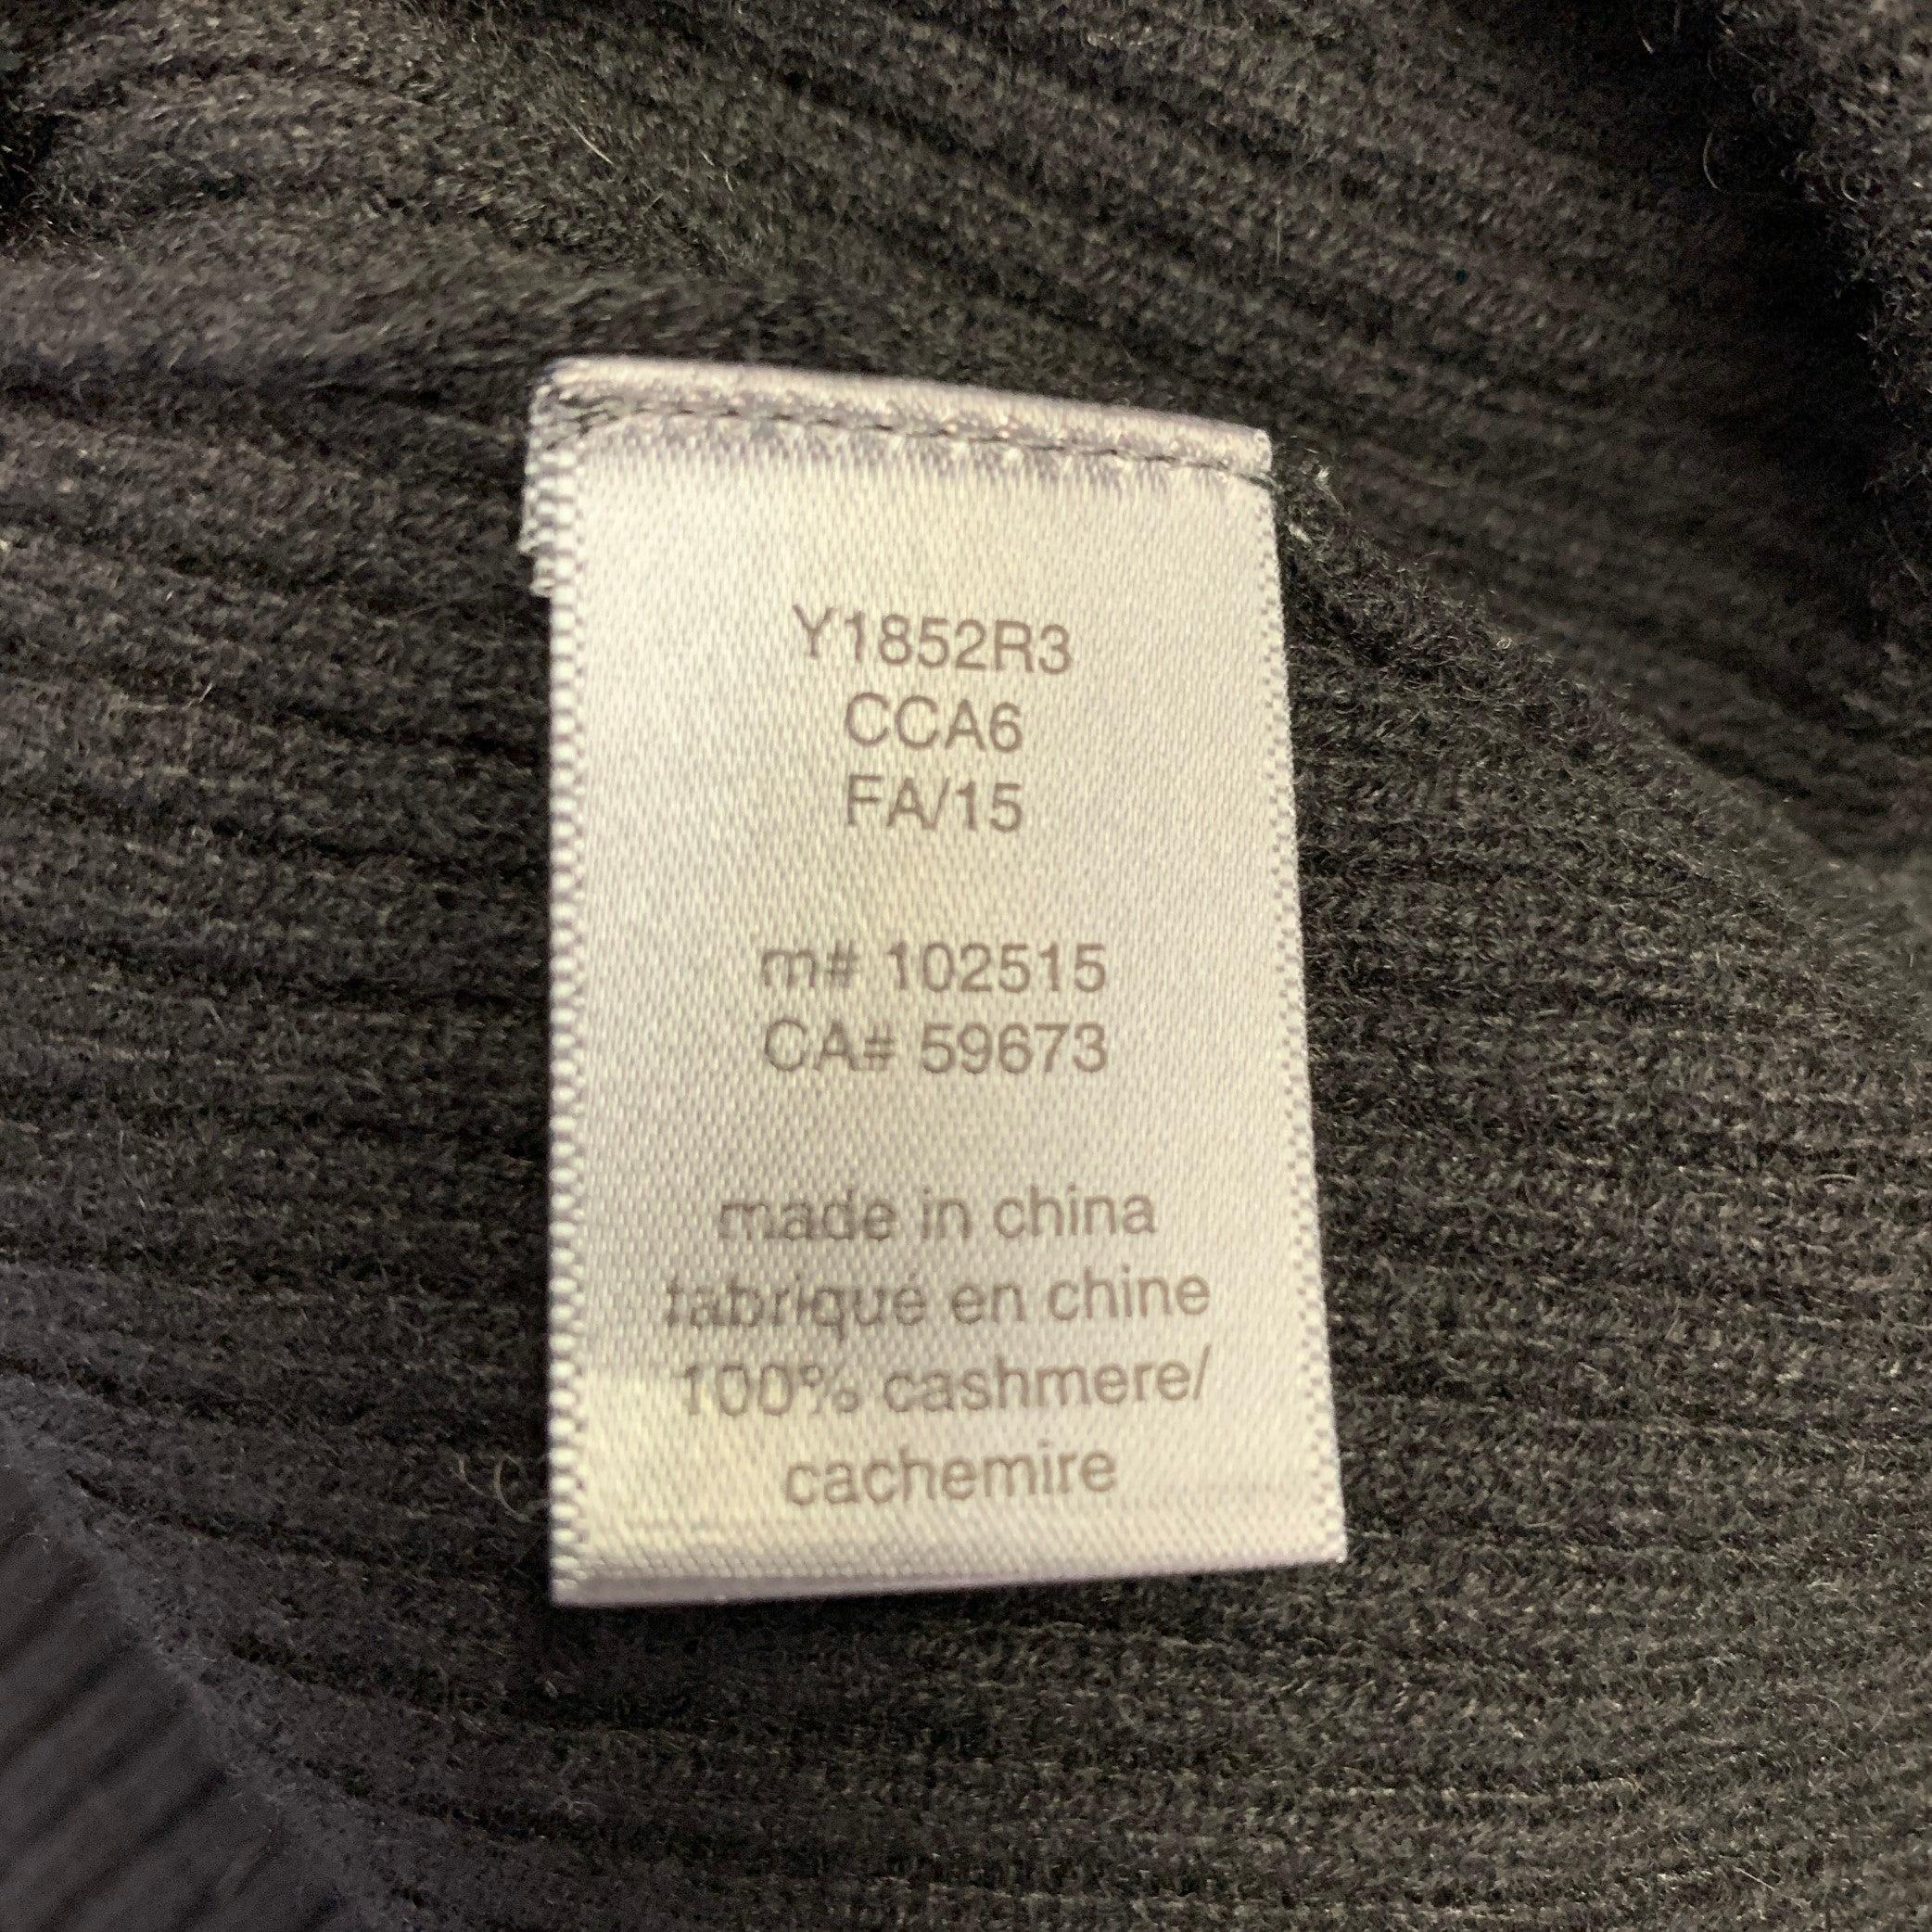 Y1852R3
CCA6
FA/15
m# 102515
CA# 59673
made in china
fabriqué en chine
100% cashmere/
cachemire